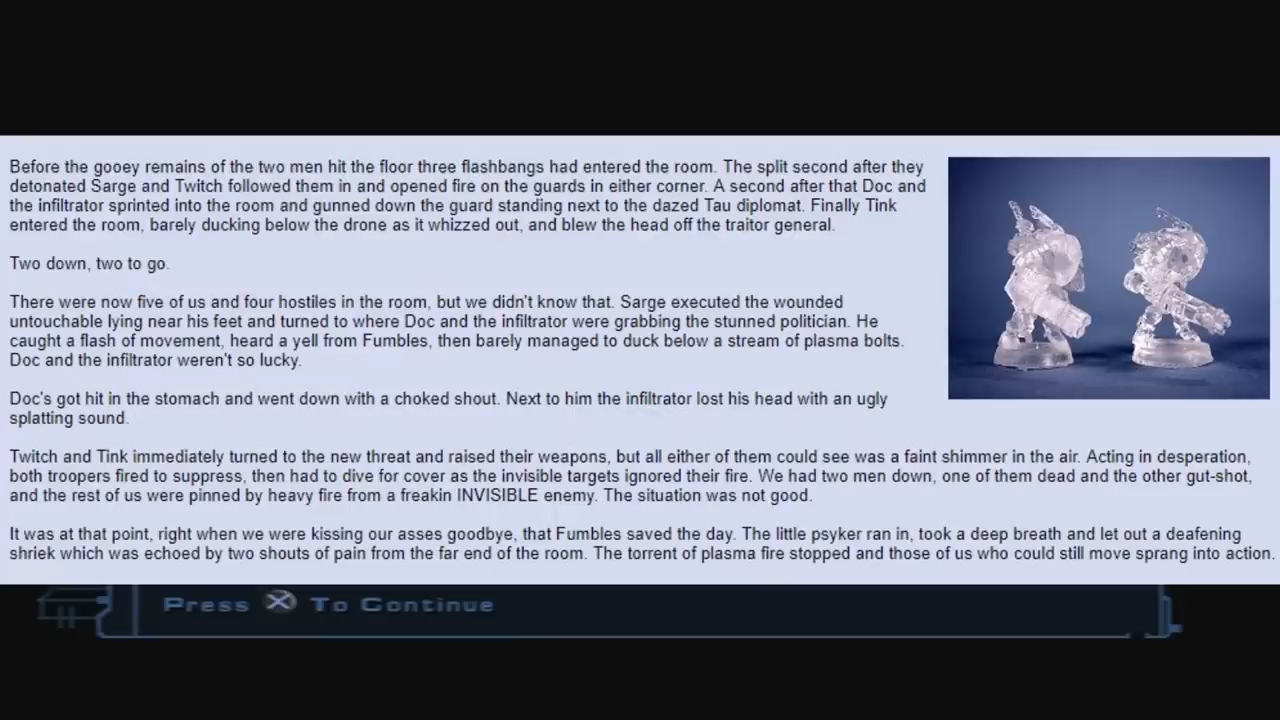 Before the gooey remains of the two men hit the floor three flashbangs had entered the room. The split second after they
detonated Sarge and Twitch followed them in and opened fire on the guards in either corner. A second after that Doc and
the infiltrator sprinted into the room and gunned down the guard standing next to the dazed Tau diplomat. Finally Tink
entered the room, barely ducking below the drone as it whizzed out, and blew the head off the traitor general.
Two down, two to go.
There were now five of us and four hostiles in the room, but we didn't know that. Sarge executed the wounded
untouchable lying near his feet and turned to where Doc and the infiltrator were grabbing the stunned politician. He
caught a flash of movement, heard a yell from Fumbles, then barely managed to duck below a stream of plasma bolts.
Doc and the infiltrator weren't so lucky.
Doc's got hit in the stomach and went down with a choked shout. Next to him the infiltrator lost his head with an ugly
splatting sound.
Twitch and Tink immediately turned to the new threat and raised their weapons, but all either of them could see was a faint shimmer in the air. Acting in desperation,
both troopers fired to suppress, then had to dive for cover as the invisible targets ignored their fire. We had two men down, one of them dead and the other gut-shot,
and the rest of us were pinned by heavy fire from a freakin INVISIBLE enemy. The situation was not good.
It was at that point, right when we were kissing our asses goodbye, that Fumbles saved the day. The little psyker ran in, took a deep breath and let out a deafening
shriek which was echoed by two shouts of pain from the far end of the room. The torrent of plasma fire stopped and those of us who could still move sprang into action.
Press X To Continue